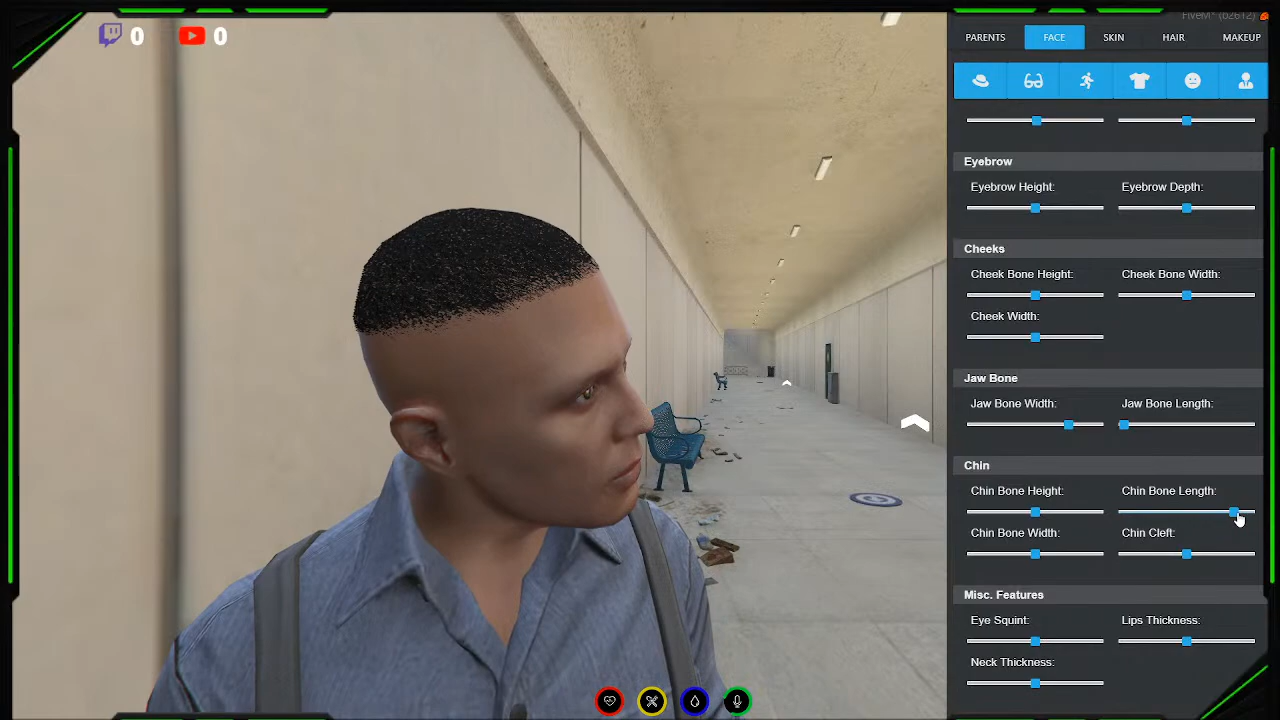 0 0
FiveM® (b2612)
PARENTS FACE SKIN HAIR MAKEUP
Eyebrow
Eyebrow Height: Eyebrow Depth:
Cheeks
Cheek Bone Height: Cheek Bone Width:
Cheek Width:
Jaw Bone
Jaw Bone Width: Jaw Bone Length:
Chin
Chin Bone Height: Chin Bone Length:
Chin Bone Width: Chin Cleft:
Misc. Features
Eye Squint: Lips Thickness:
Neck Thickness: